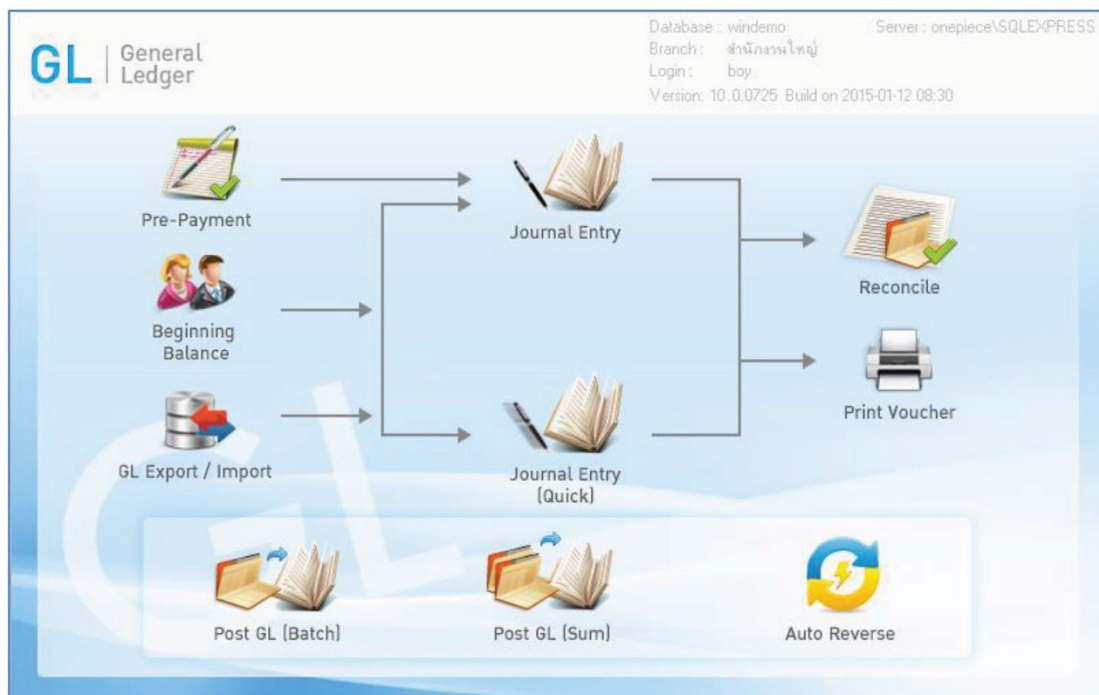 GL General Ledger
Database : windemo Server : onepiece\SQLEXPRESS
Branch : สำนักงานใหญ่
Login : boy
Version: 10.0.0725 Build on 2015-01-12 08:30
Pre-Payment
Journal Entry
Reconcile
Beginning
Balance
Print Voucher
GL Export / Import
Journal Entry
(Quick)
GL
Post GL (Batch)
Post GL (Sum)
Auto Reverse